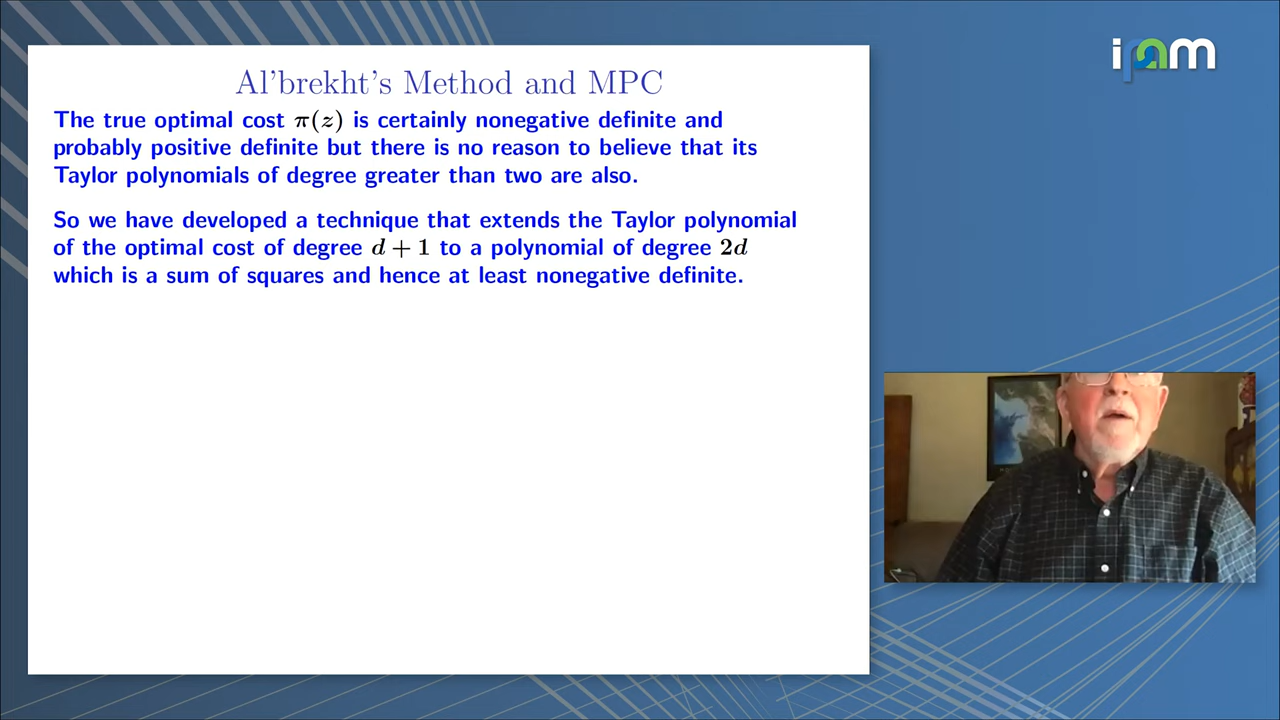 ipam
Al'brekht's Method and MPC
The true optimal cost π(z) is certainly nonegative definite and
probably positive definite but there is no reason to believe that its
Taylor polynomials of degree greater than two are also.
So we have developed a technique that extends the Taylor polynomial
of the optimal cost of degree d + 1 to a polynomial of degree 2d
which is a sum of squares and hence at least nonegative definite.